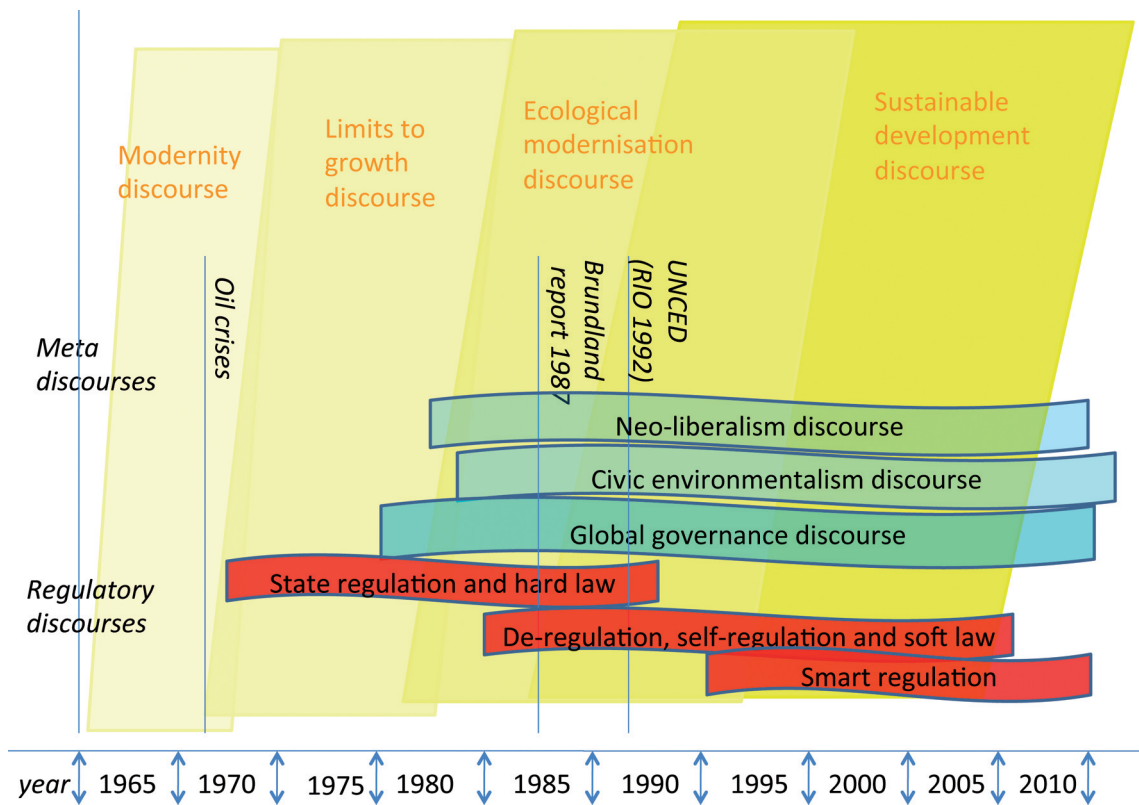 Modernity
discourse
Limits to
growth
discourse
Ecological
modernisation
discourse
Sustainable
development
discourse
Oil crises
Brundland
report 1987
UNCED
(RIO 1992)
Meta
discourses
Neo-liberalism discourse
Civic environmentalism discourse
Global governance discourse
Regulatory
discourses
State regulation and hard law
De-regulation, self-regulation and soft law
Smart regulation
year 1965 1970 1975 1980 1985 1990 1995 2000 2005 2010